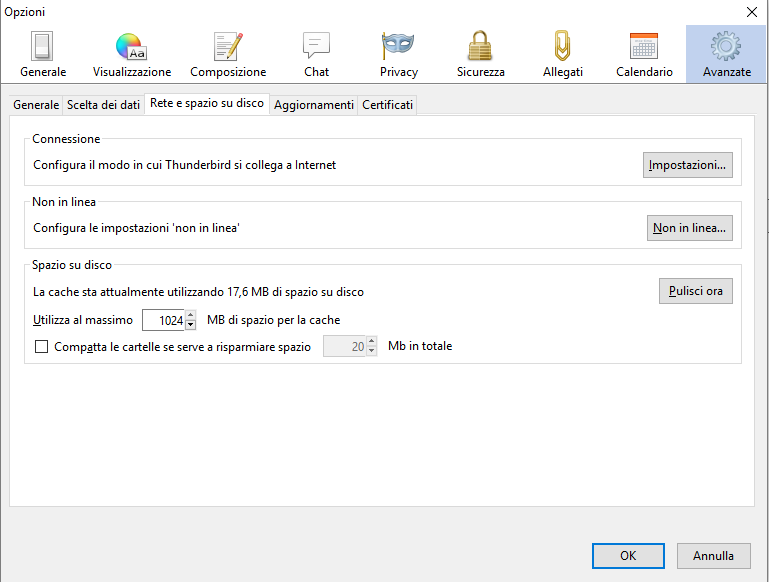 Opzioni
Aa
Generale Visualizzazione Composizione Chat Privacy Sicurezza Allegati Calendario Avanzate
Generale Scelta dei dati Rete e spazio su disco Aggiornamenti Certificati
Connessione
Configura il modo in cui Thunderbird si collega a Internet Impostazioni...
Non in linea
Configura le impostazioni 'non in linea' Non in linea...
Spazio su disco
La cache sta attualmente utilizzando 17,6 MB di spazio su disco Pulisci ora
Utilizza al massimo 1024 MB di spazio per la cache
Compatta le cartelle se serve a risparmiare spazio 20 Mb in totale
OK Annulla